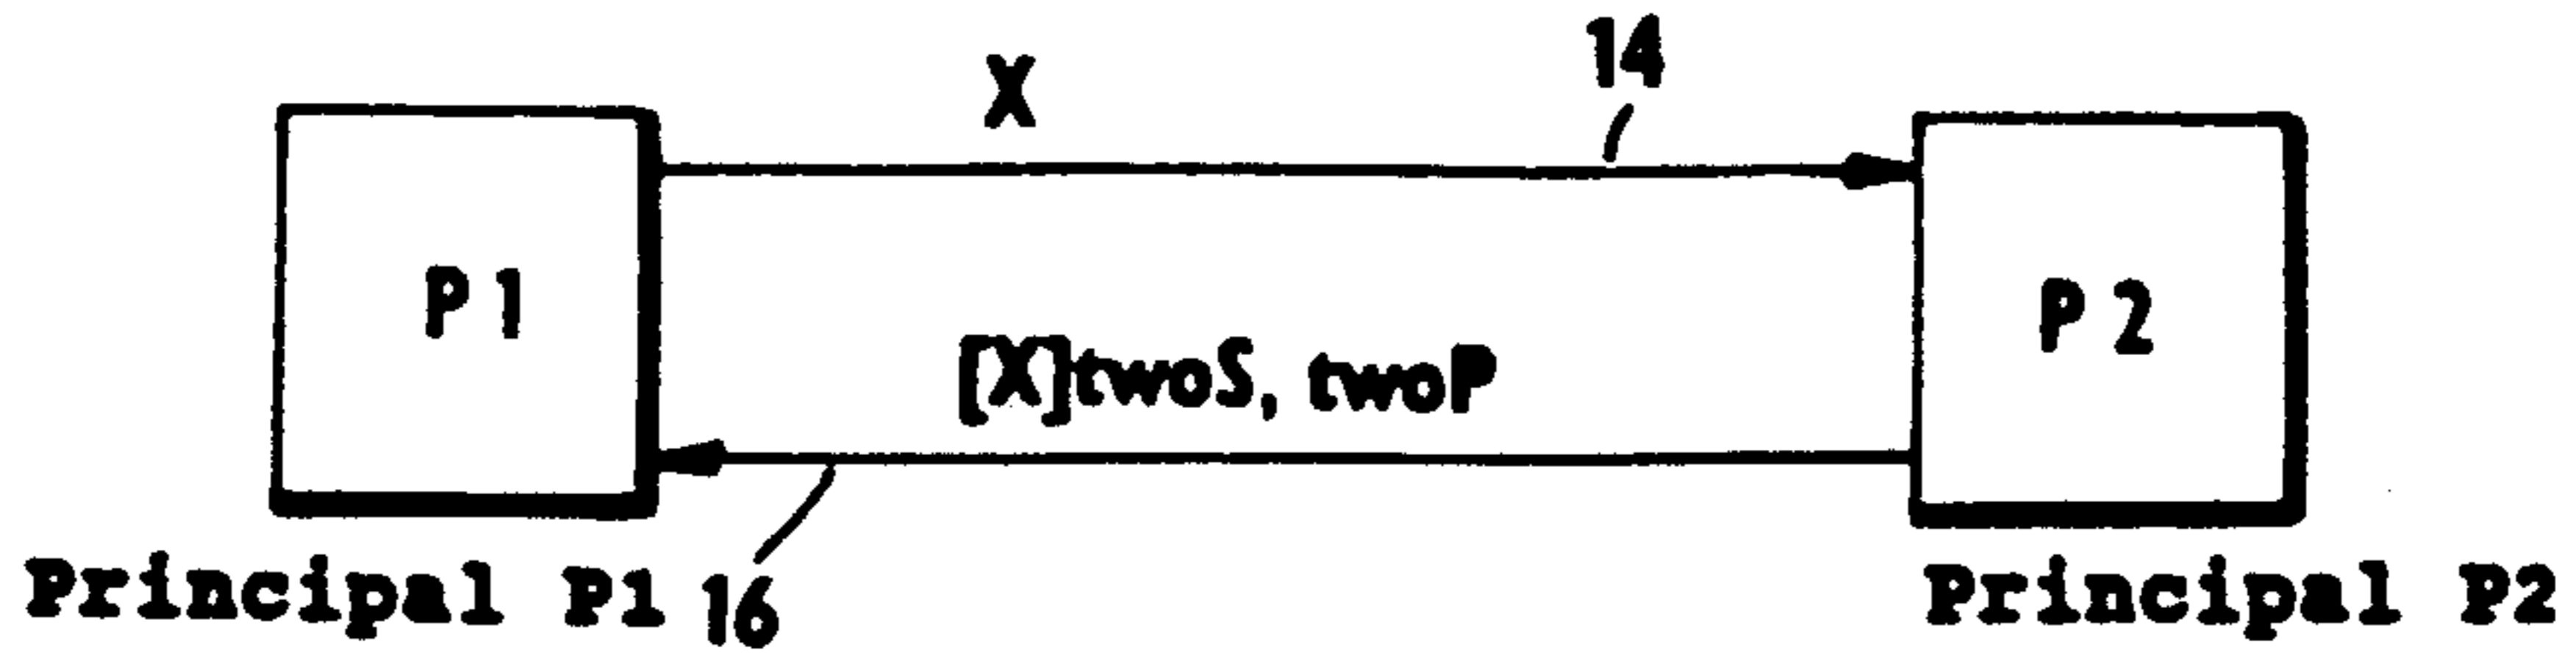 X
14
P1
P2
[X]twoS, twoP
Principal P1
16
Principal P2